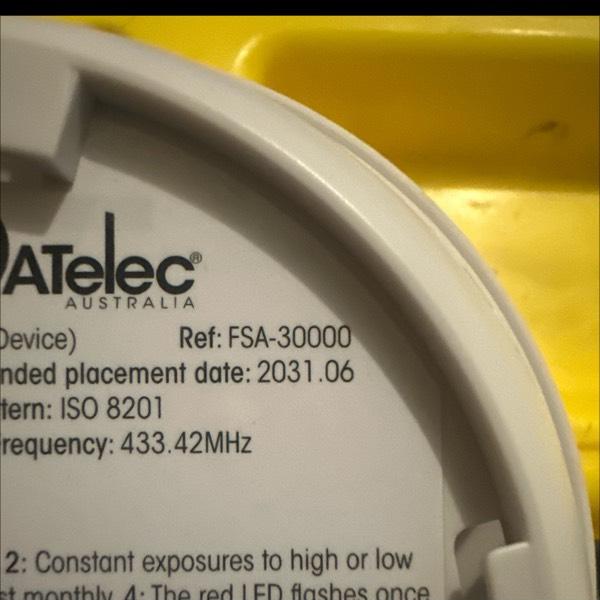 ATelec®
AUSTRALIA
Device) Ref: FSA-30000
nded placement date: 2031.06
tern: ISO 8201
requency: 433.42MHz
2: Constant exposures to high or low
st monthly 4: The red LED flashes once